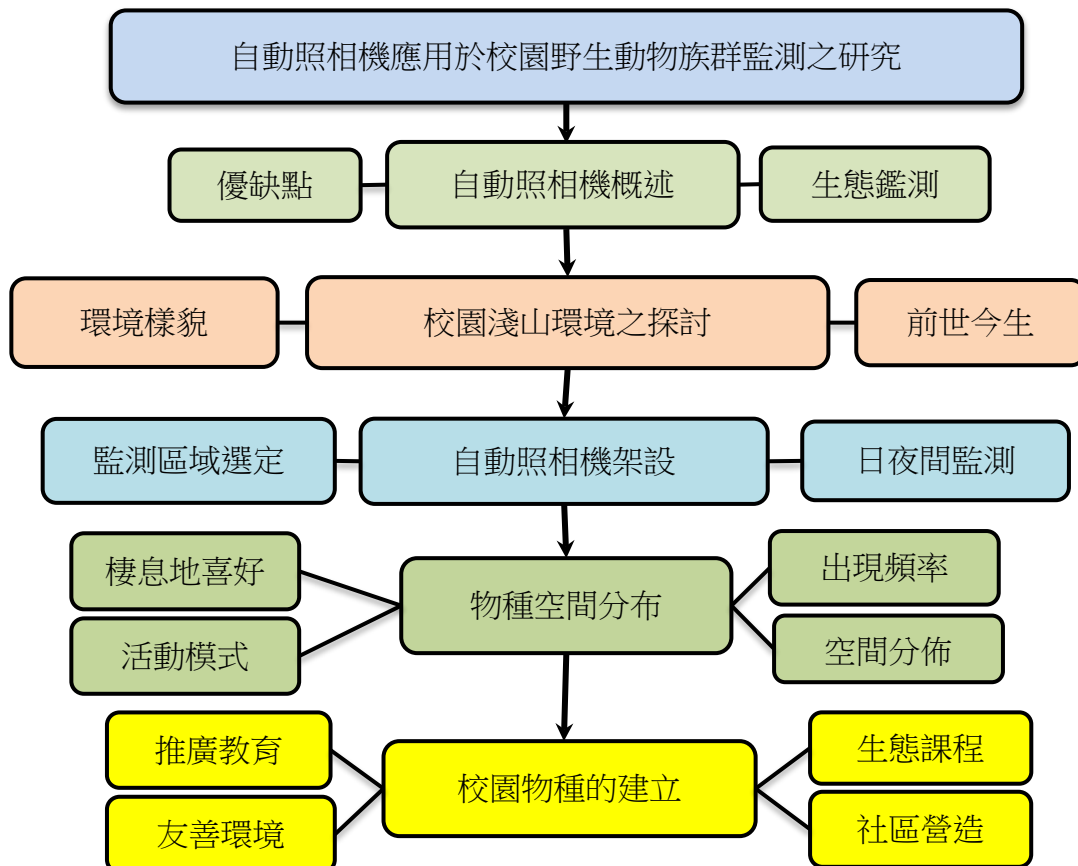 自動照相機應用於校園野生動物族群監測之研究
優缺點
自動照相機概述
生態鑑測
環境樣貌
校園淺山環境之探討
前世今生
監測區域選定
自動照相機架設
日夜間監測
棲息地喜好
活動模式
物種空間分布
出現頻率
空間分佈
推廣教育
友善環境
校園物種的建立
生態課程
社區營造